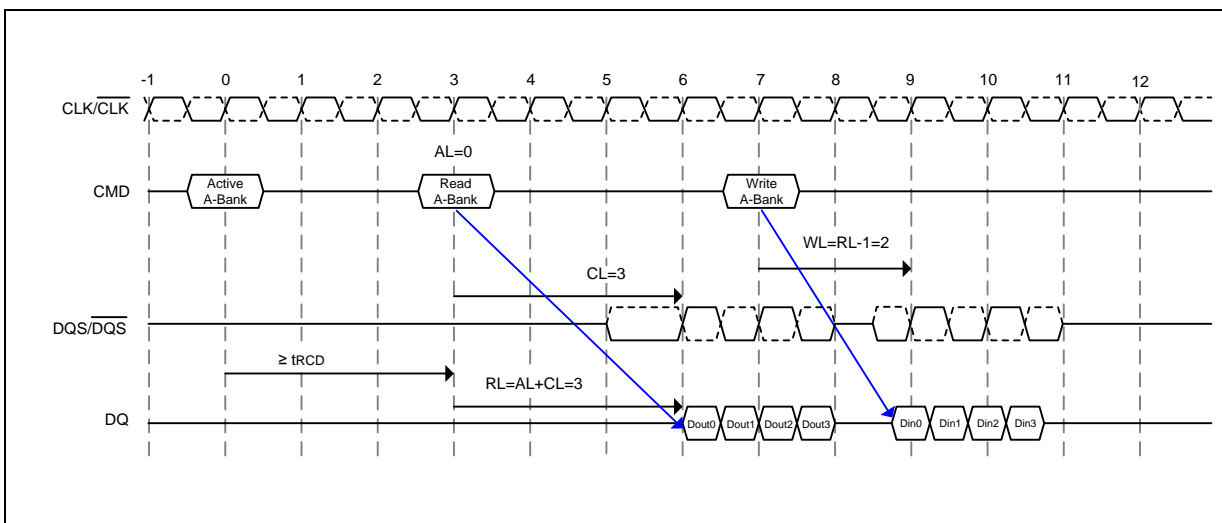 -1 0 1 2 3 4 5 6 7 8 9 10 11 12
CLK/C̅L̅K̅
AL=0
CMD
Active
A-Bank
Read
A-Bank
Write
A-Bank
WL=RL-1=2
CL=3
DQS/D̅Q̅S̅
≥ tRCD
RL=AL+CL=3
DQ
Dout0 Dout1 Dout2 Dout3 Din0 Din1 Din2 Din3